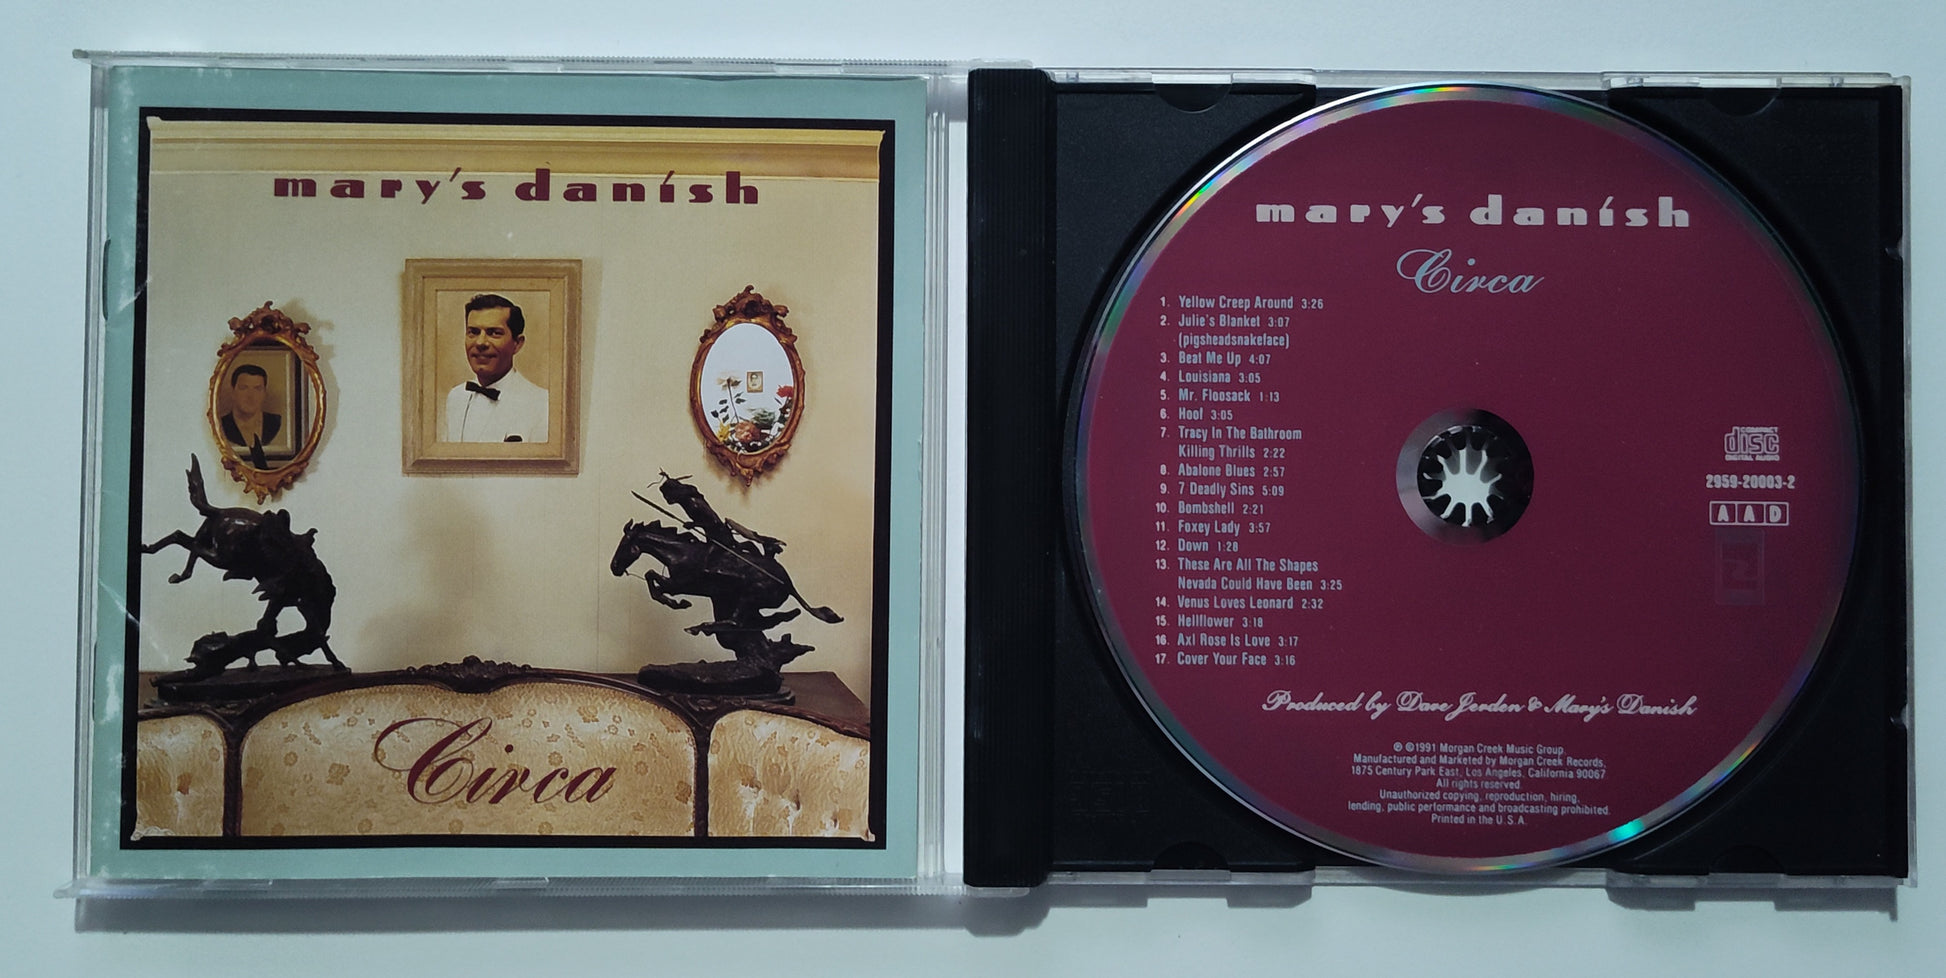 mary's danish
Circa
mary's danish
Circa
1. Yellow Creep Around 3:26
2. Julie's Blanket 3:07
(pigsheadsnakeface)
3. Beat Me Up 4:07
4. Louisiana 3:05
5. Mr. Floosack 1:13
6. Hoof 3:05
7. Tracy In The Bathroom
Killing Thrills 2:22
8. Abalone Blues 2:57
9. 7 Deadly Sins 5:09
10. Bombshell 2:21
11. Foxey Lady 3:57
12. Down 1:28
13. These Are All The Shapes
Nevada Could Have Been 3:25
14. Venus Loves Leonard 2:32
15. Hellflower 3:18
16. Axl Rose Is Love 3:17
17. Cover Your Face 3:16
COMPACT
disc
DIGITAL AUDIO
2959-20003-2
A A D
Produced by Dave Jerden & Mary's Danish
℗ ©1991 Morgan Creek Music Group.
Manufactured and Marketed by Morgan Creek Records,
1875 Century Park East, Los Angeles, California 90067
All rights reserved.
Unauthorized copying, reproduction, hiring,
lending, public performance and broadcasting prohibited.
Printed in the U.S.A.